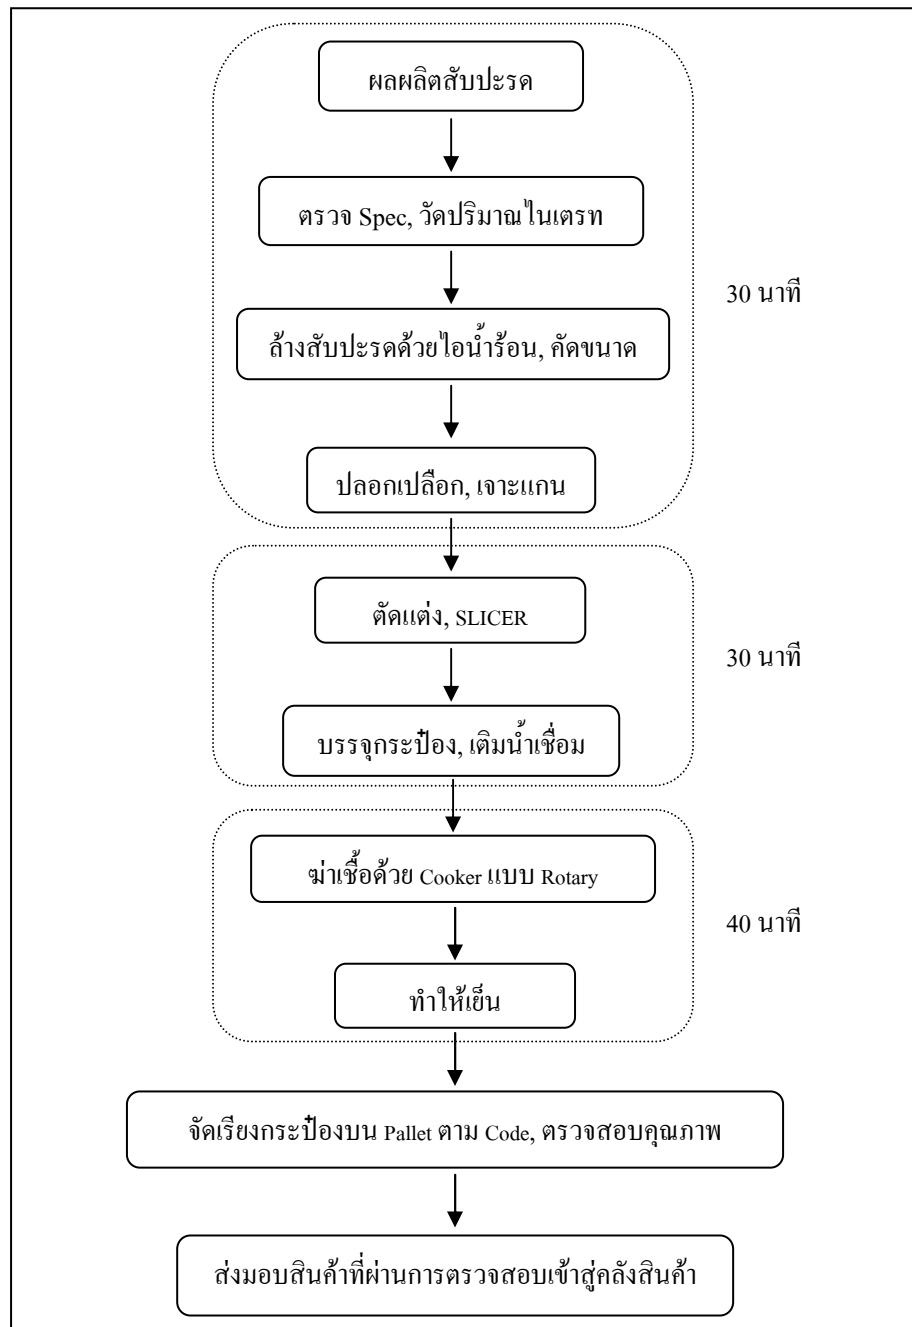 ผลผลิตสับปะรด
ตรวจ Spec, วัดปริมาณไนเตรท
30 นาที
ล้างสับปะรดด้วยไอน้ำร้อน, คัดขนาด
ปลอกเปลือก, เจาะแกน
ตัดแต่ง, SLICER
30 นาที
บรรจุกระป๋อง, เติมน้ำเชื่อม
ฆ่าเชื้อด้วย Cooker แบบ Rotary
40 นาที
ทำให้เย็น
จัดเรียงกระป๋องบน Pallet ตาม Code, ตรวจสอบคุณภาพ
ส่งมอบสินค้าที่ผ่านการตรวจสอบเข้าสู่คลังสินค้า